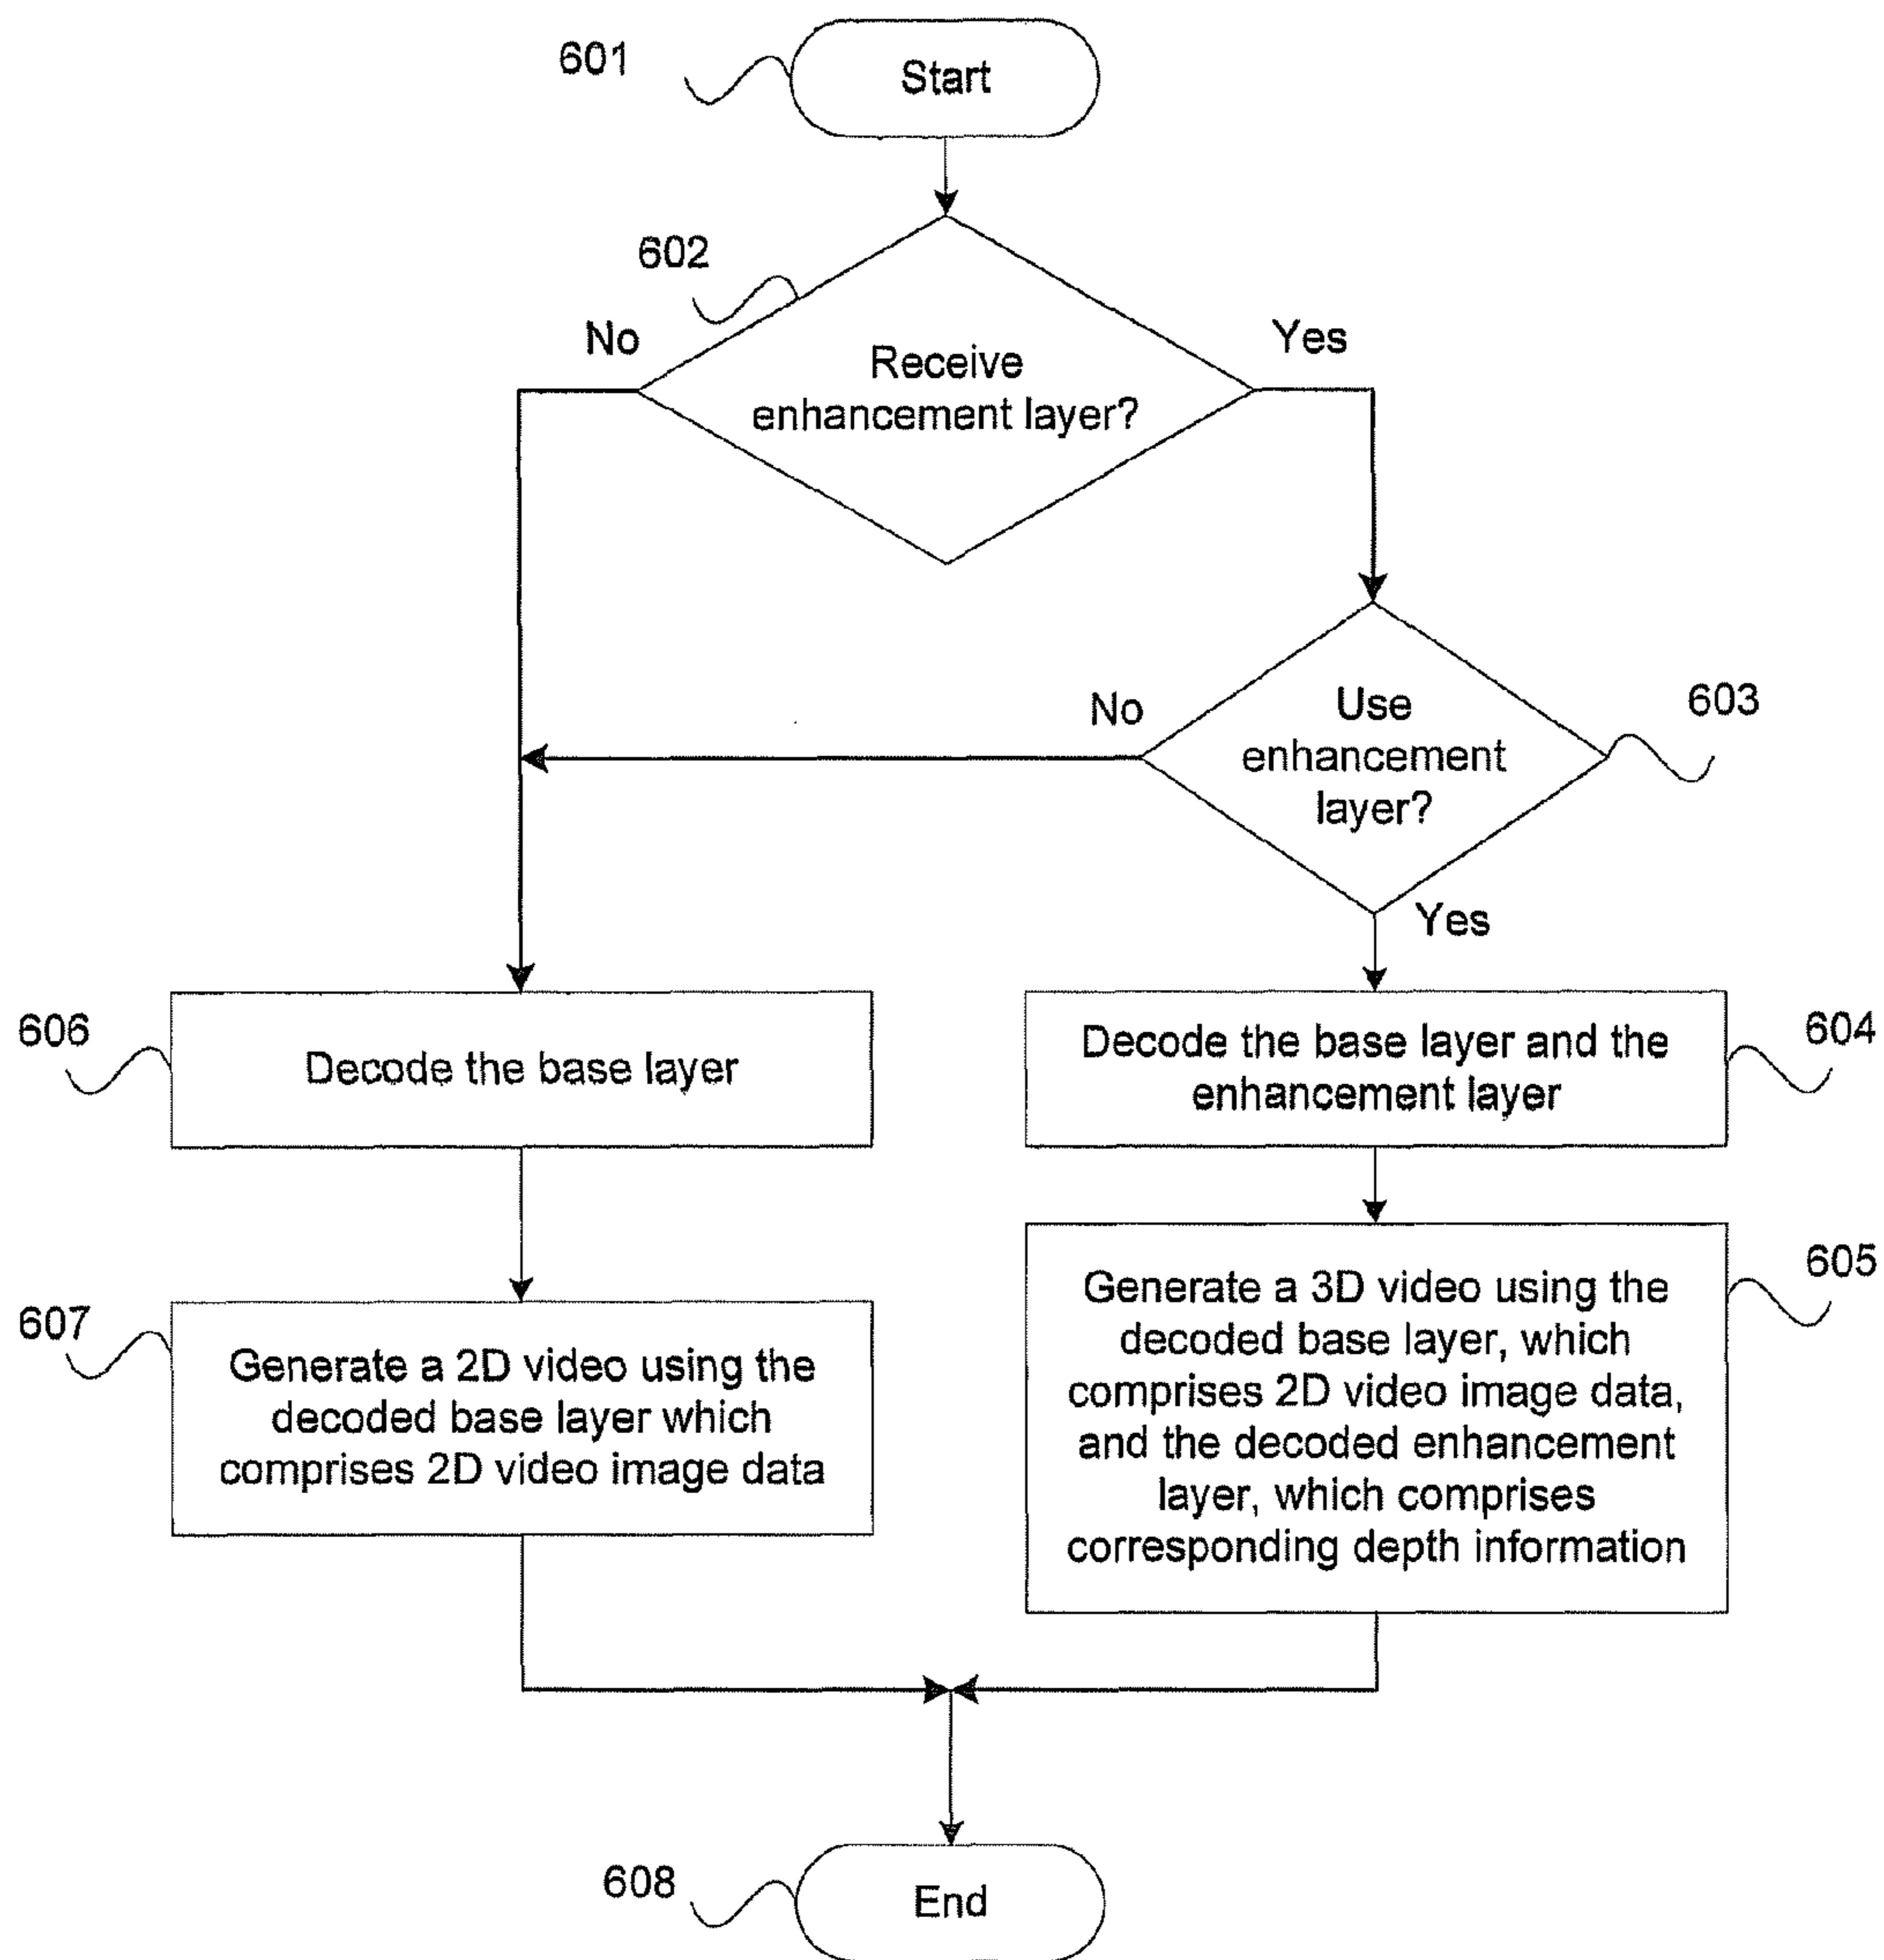 601
Start
602
No
Yes
Receive
enhancement layer?
603
No
Use
enhancement
layer?
Yes
606
Decode the base layer
Decode the base layer and the
enhancement layer
604
607
Generate a 2D video using the
decoded base layer which
comprises 2D video image data
605
Generate a 3D video using the
decoded base layer, which
comprises 2D video image data,
and the decoded enhancement
layer, which comprises
corresponding depth information
608
End